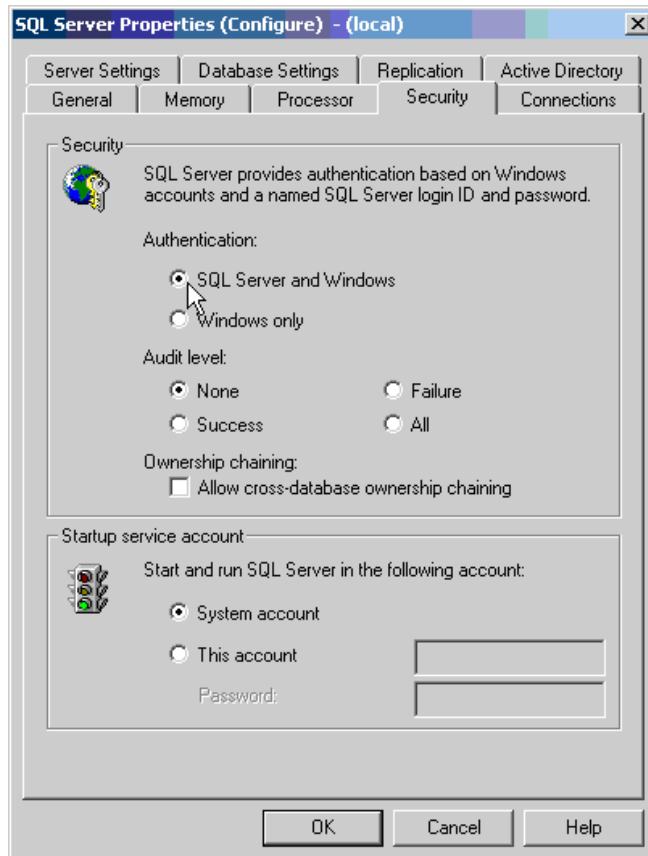 SQL Server Properties (Configure) - (local)
Server Settings
Database Settings
Replication
Active Directory
General
Memory
Processor
Security
Connections
Security
SQL Server provides authentication based on Windows
accounts and a named SQL Server login ID and password.
Authentication:
SQL Server and Windows
Windows only
Audit level:
None
Failure
Success
All
Ownership chaining:
Allow cross-database ownership chaining
Startup service account
Start and run SQL Server in the following account:
System account
This account
Password:
OK
Cancel
Help